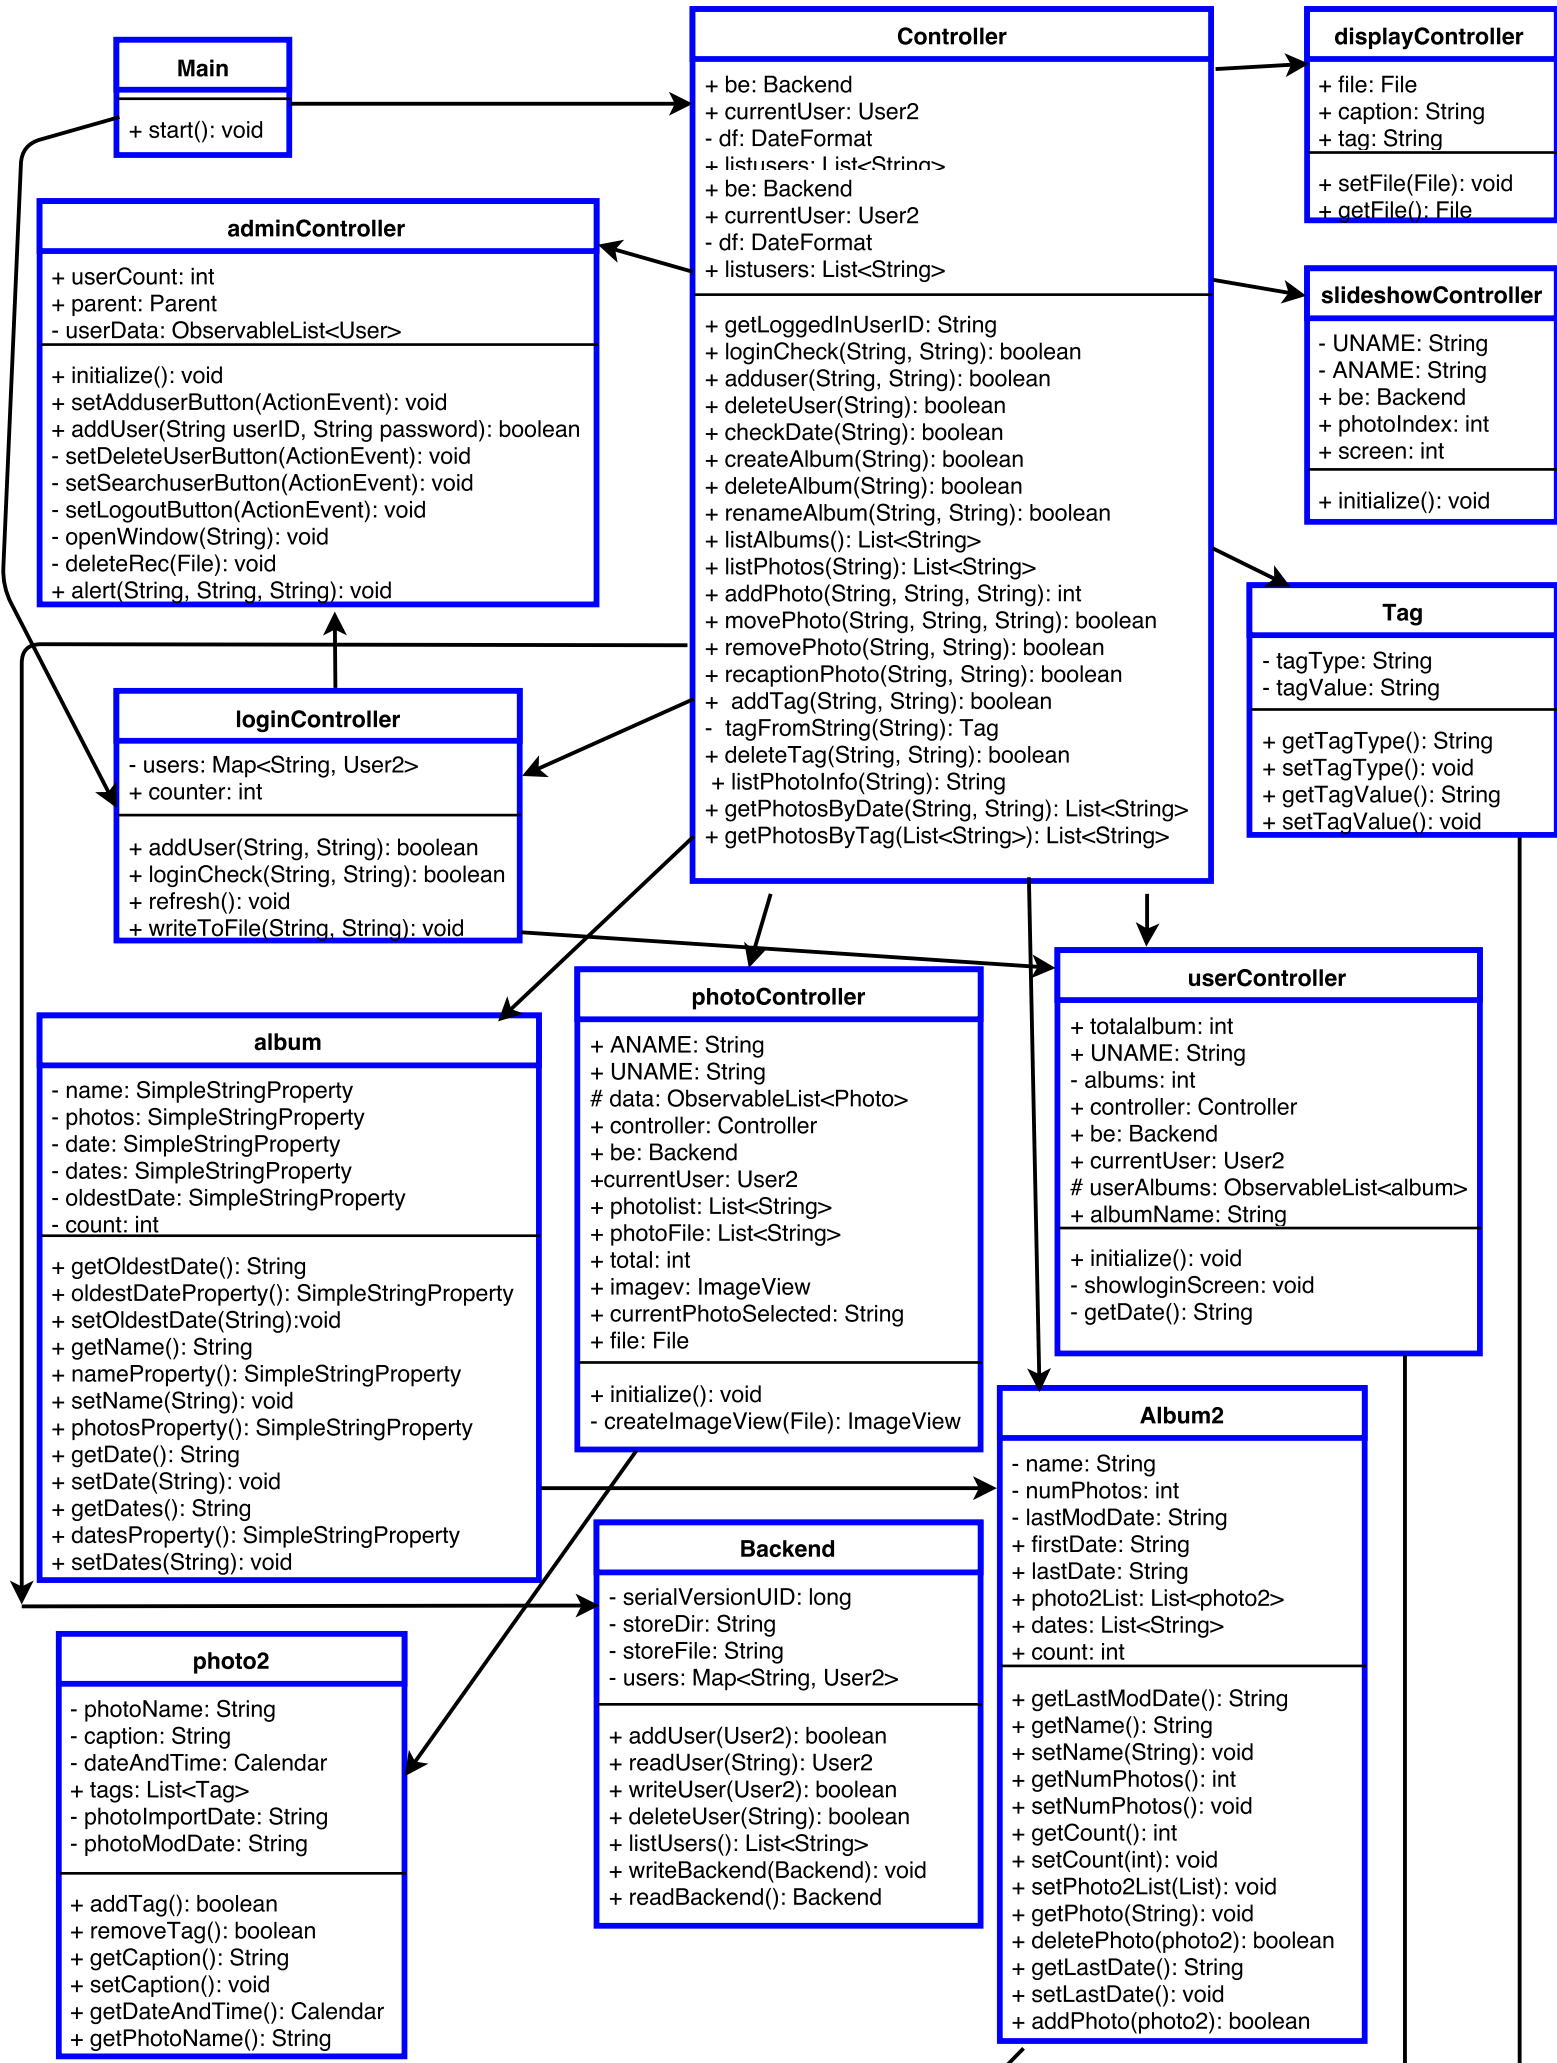 Main
+ start(): void
Controller
+ be: Backend
+ currentUser: User2
- df: DateFormat
+ listusers: List<String>
+ be: Backend
+ currentUser: User2
- df: DateFormat
+ listusers: List<String>
+ getLoggedInUserID: String
+ loginCheck(String, String): boolean
+ adduser(String, String): boolean
+ deleteUser(String): boolean
+ checkDate(String): boolean
+ createAlbum(String): boolean
+ deleteAlbum(String): boolean
+ renameAlbum(String, String): boolean
+ listAlbums(): List<String>
+ listPhotos(String): List<String>
+ addPhoto(String, String, String): int
+ movePhoto(String, String, String): boolean
+ removePhoto(String, String): boolean
+ recaptionPhoto(String, String): boolean
+  addTag(String, String): boolean
-  tagFromString(String): Tag
+ deleteTag(String, String): boolean
+ listPhotoInfo(String): String
+ getPhotosByDate(String, String): List<String>
+ getPhotosByTag(List<String>): List<String>
displayController
+ file: File
+ caption: String
+ tag: String
+ setFile(File): void
+ getFile(): File
adminController
+ userCount: int
+ parent: Parent
- userData: ObservableList<User>
+ initialize(): void
+ setAdduserButton(ActionEvent): void
+ addUser(String userID, String password): boolean
- setDeleteUserButton(ActionEvent): void
- setSearchuserButton(ActionEvent): void
- setLogoutButton(ActionEvent): void
- openWindow(String): void
- deleteRec(File): void
+ alert(String, String, String): void
slideshowController
- UNAME: String
- ANAME: String
+ be: Backend
+ photoIndex: int
+ screen: int
+ initialize(): void
Tag
- tagType: String
- tagValue: String
+ getTagType(): String
+ setTagType(): void
+ getTagValue(): String
+ setTagValue(): void
loginController
- users: Map<String, User2>
+ counter: int
+ addUser(String, String): boolean
+ loginCheck(String, String): boolean
+ refresh(): void
+ writeToFile(String, String): void
album
- name: SimpleStringProperty
- photos: SimpleStringProperty
- date: SimpleStringProperty
- dates: SimpleStringProperty
- oldestDate: SimpleStringProperty
- count: int
+ getOldestDate(): String
+ oldestDateProperty(): SimpleStringProperty
+ setOldestDate(String):void
+ getName(): String
+ nameProperty(): SimpleStringProperty
+ setName(String): void
+ photosProperty(): SimpleStringProperty
+ getDate(): String
+ setDate(String): void
+ getDates(): String
+ datesProperty(): SimpleStringProperty
+ setDates(String): void
photoController
+ ANAME: String
+ UNAME: String
# data: ObservableList<Photo>
+ controller: Controller
+ be: Backend
+currentUser: User2
+ photolist: List<String>
+ photoFile: List<String>
+ total: int
+ imagev: ImageView
+ currentPhotoSelected: String
+ file: File
+ initialize(): void
- createImageView(File): ImageView
userController
+ totalalbum: int
+ UNAME: String
- albums: int
+ controller: Controller
+ be: Backend
+ currentUser: User2
# userAlbums: ObservableList<album>
+ albumName: String
+ initialize(): void
- showloginScreen: void
- getDate(): String
Album2
- name: String
- numPhotos: int
- lastModDate: String
+ firstDate: String
+ lastDate: String
+ photo2List: List<photo2>
+ dates: List<String>
+ count: int
+ getLastModDate(): String
+ getName(): String
+ setName(String): void
+ getNumPhotos(): int
+ setNumPhotos(): void
+ getCount(): int
+ setCount(int): void
+ setPhoto2List(List): void
+ getPhoto(String): void
+ deletePhoto(photo2): boolean
+ getLastDate(): String
+ setLastDate(): void
+ addPhoto(photo2): boolean
Backend
- serialVersionUID: long
- storeDir: String
- storeFile: String
- users: Map<String, User2>
+ addUser(User2): boolean
+ readUser(String): User2
+ writeUser(User2): boolean
+ deleteUser(String): boolean
+ listUsers(): List<String>
+ writeBackend(Backend): void
+ readBackend(): Backend
photo2
- photoName: String
- caption: String
- dateAndTime: Calendar
+ tags: List<Tag>
- photoImportDate: String
- photoModDate: String
+ addTag(): boolean
+ removeTag(): boolean
+ getCaption(): String
+ setCaption(): void
+ getDateAndTime(): Calendar
+ getPhotoName(): String